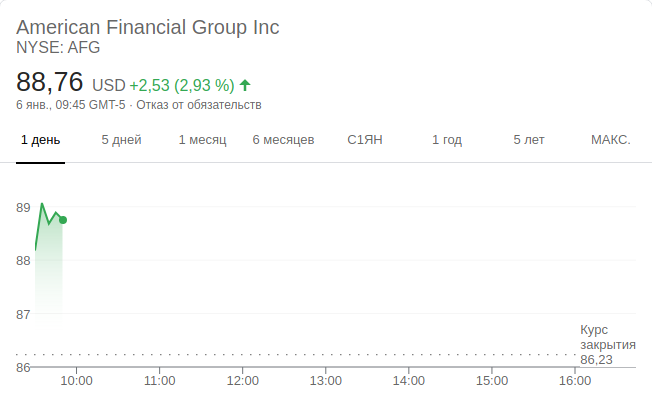 American Financial Group Inc
NYSE: AFG
88,76 USD +2,53 (2,93 %)
6 янв., 09:45 GMT-5 · Отказ от обязательств
1 день 5 дней 1 месяц 6 месяцев С1ЯН 1 год 5 лет МАКС.
89
88
87
Курс
закрытия
86,23
86
10:00 11:00 12:00 13:00 14:00 15:00 16:00